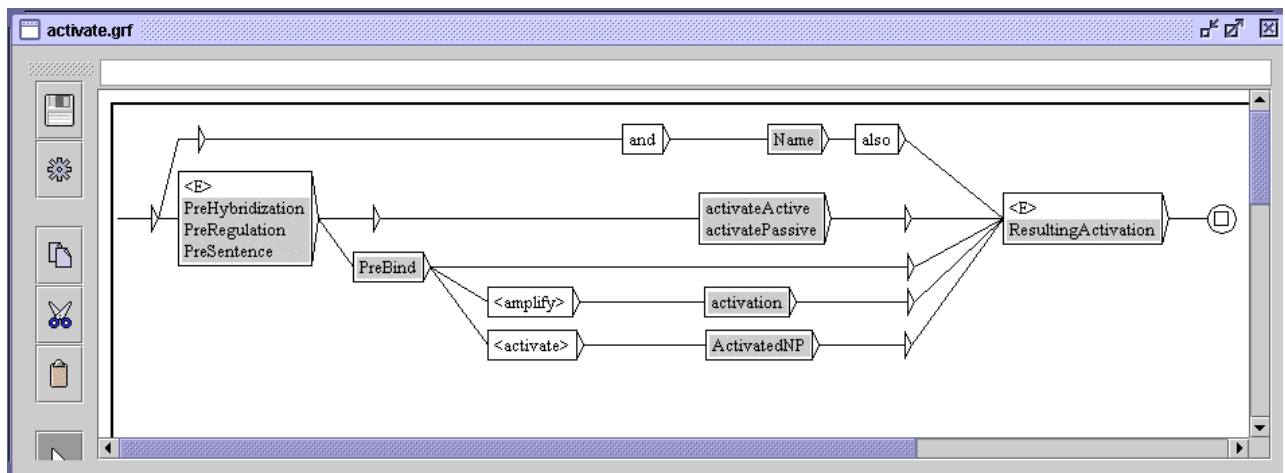 activate.grf
and
Name
also
<E>
PreHybridization
PreRegulation
PreSentence
activateActive
activatePassive
<E>
ResultingActivation
PreBind
<amplify>
activation
<activate>
ActivatedNP